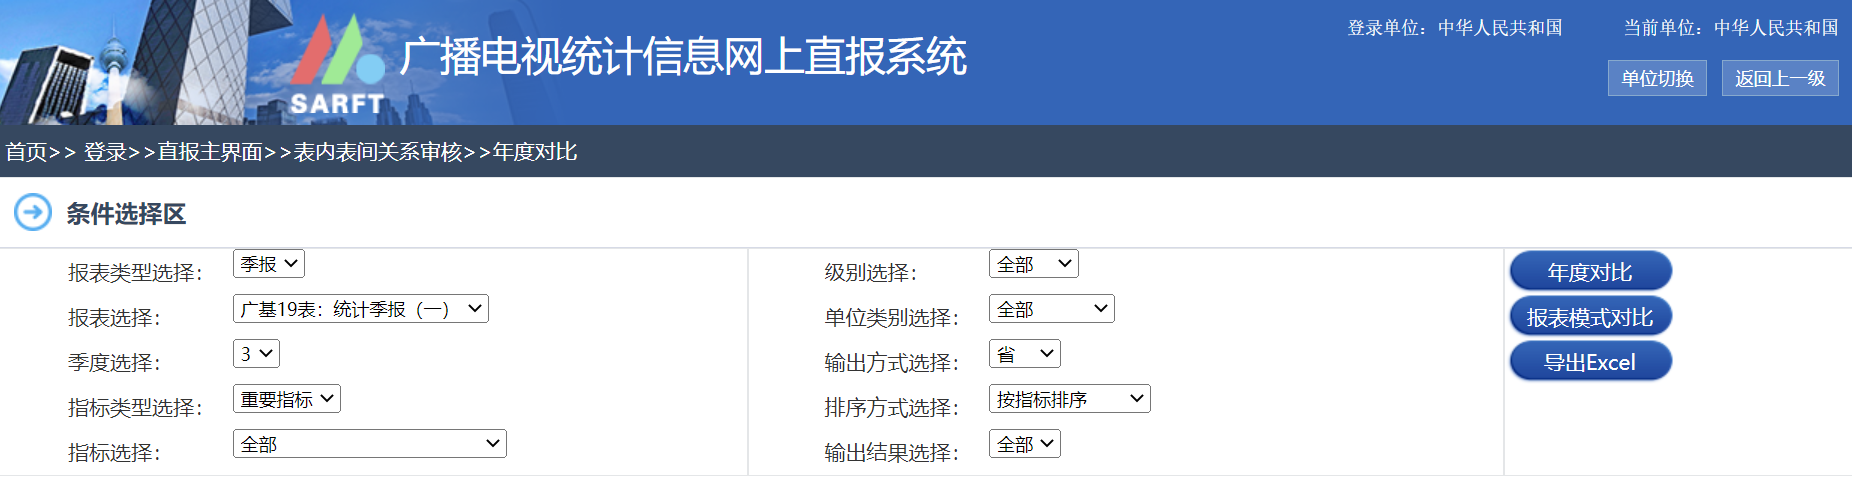 登录单位：中华人民共和国 当前单位：中华人民共和国
SARFT
广播电视统计信息网上直报系统
单位切换 返回上一级
首页>> 登录>>直报主界面>>表内表间关系审核>>年度对比
条件选择区
报表类型选择： 季报 级别选择： 全部 年度对比
报表选择： 广基19表：统计季报（一） 单位类别选择： 全部 报表模式对比
季度选择： 3 输出方式选择： 省 导出Excel
指标类型选择： 重要指标 排序方式选择： 按指标排序
指标选择： 全部 输出结果选择： 全部